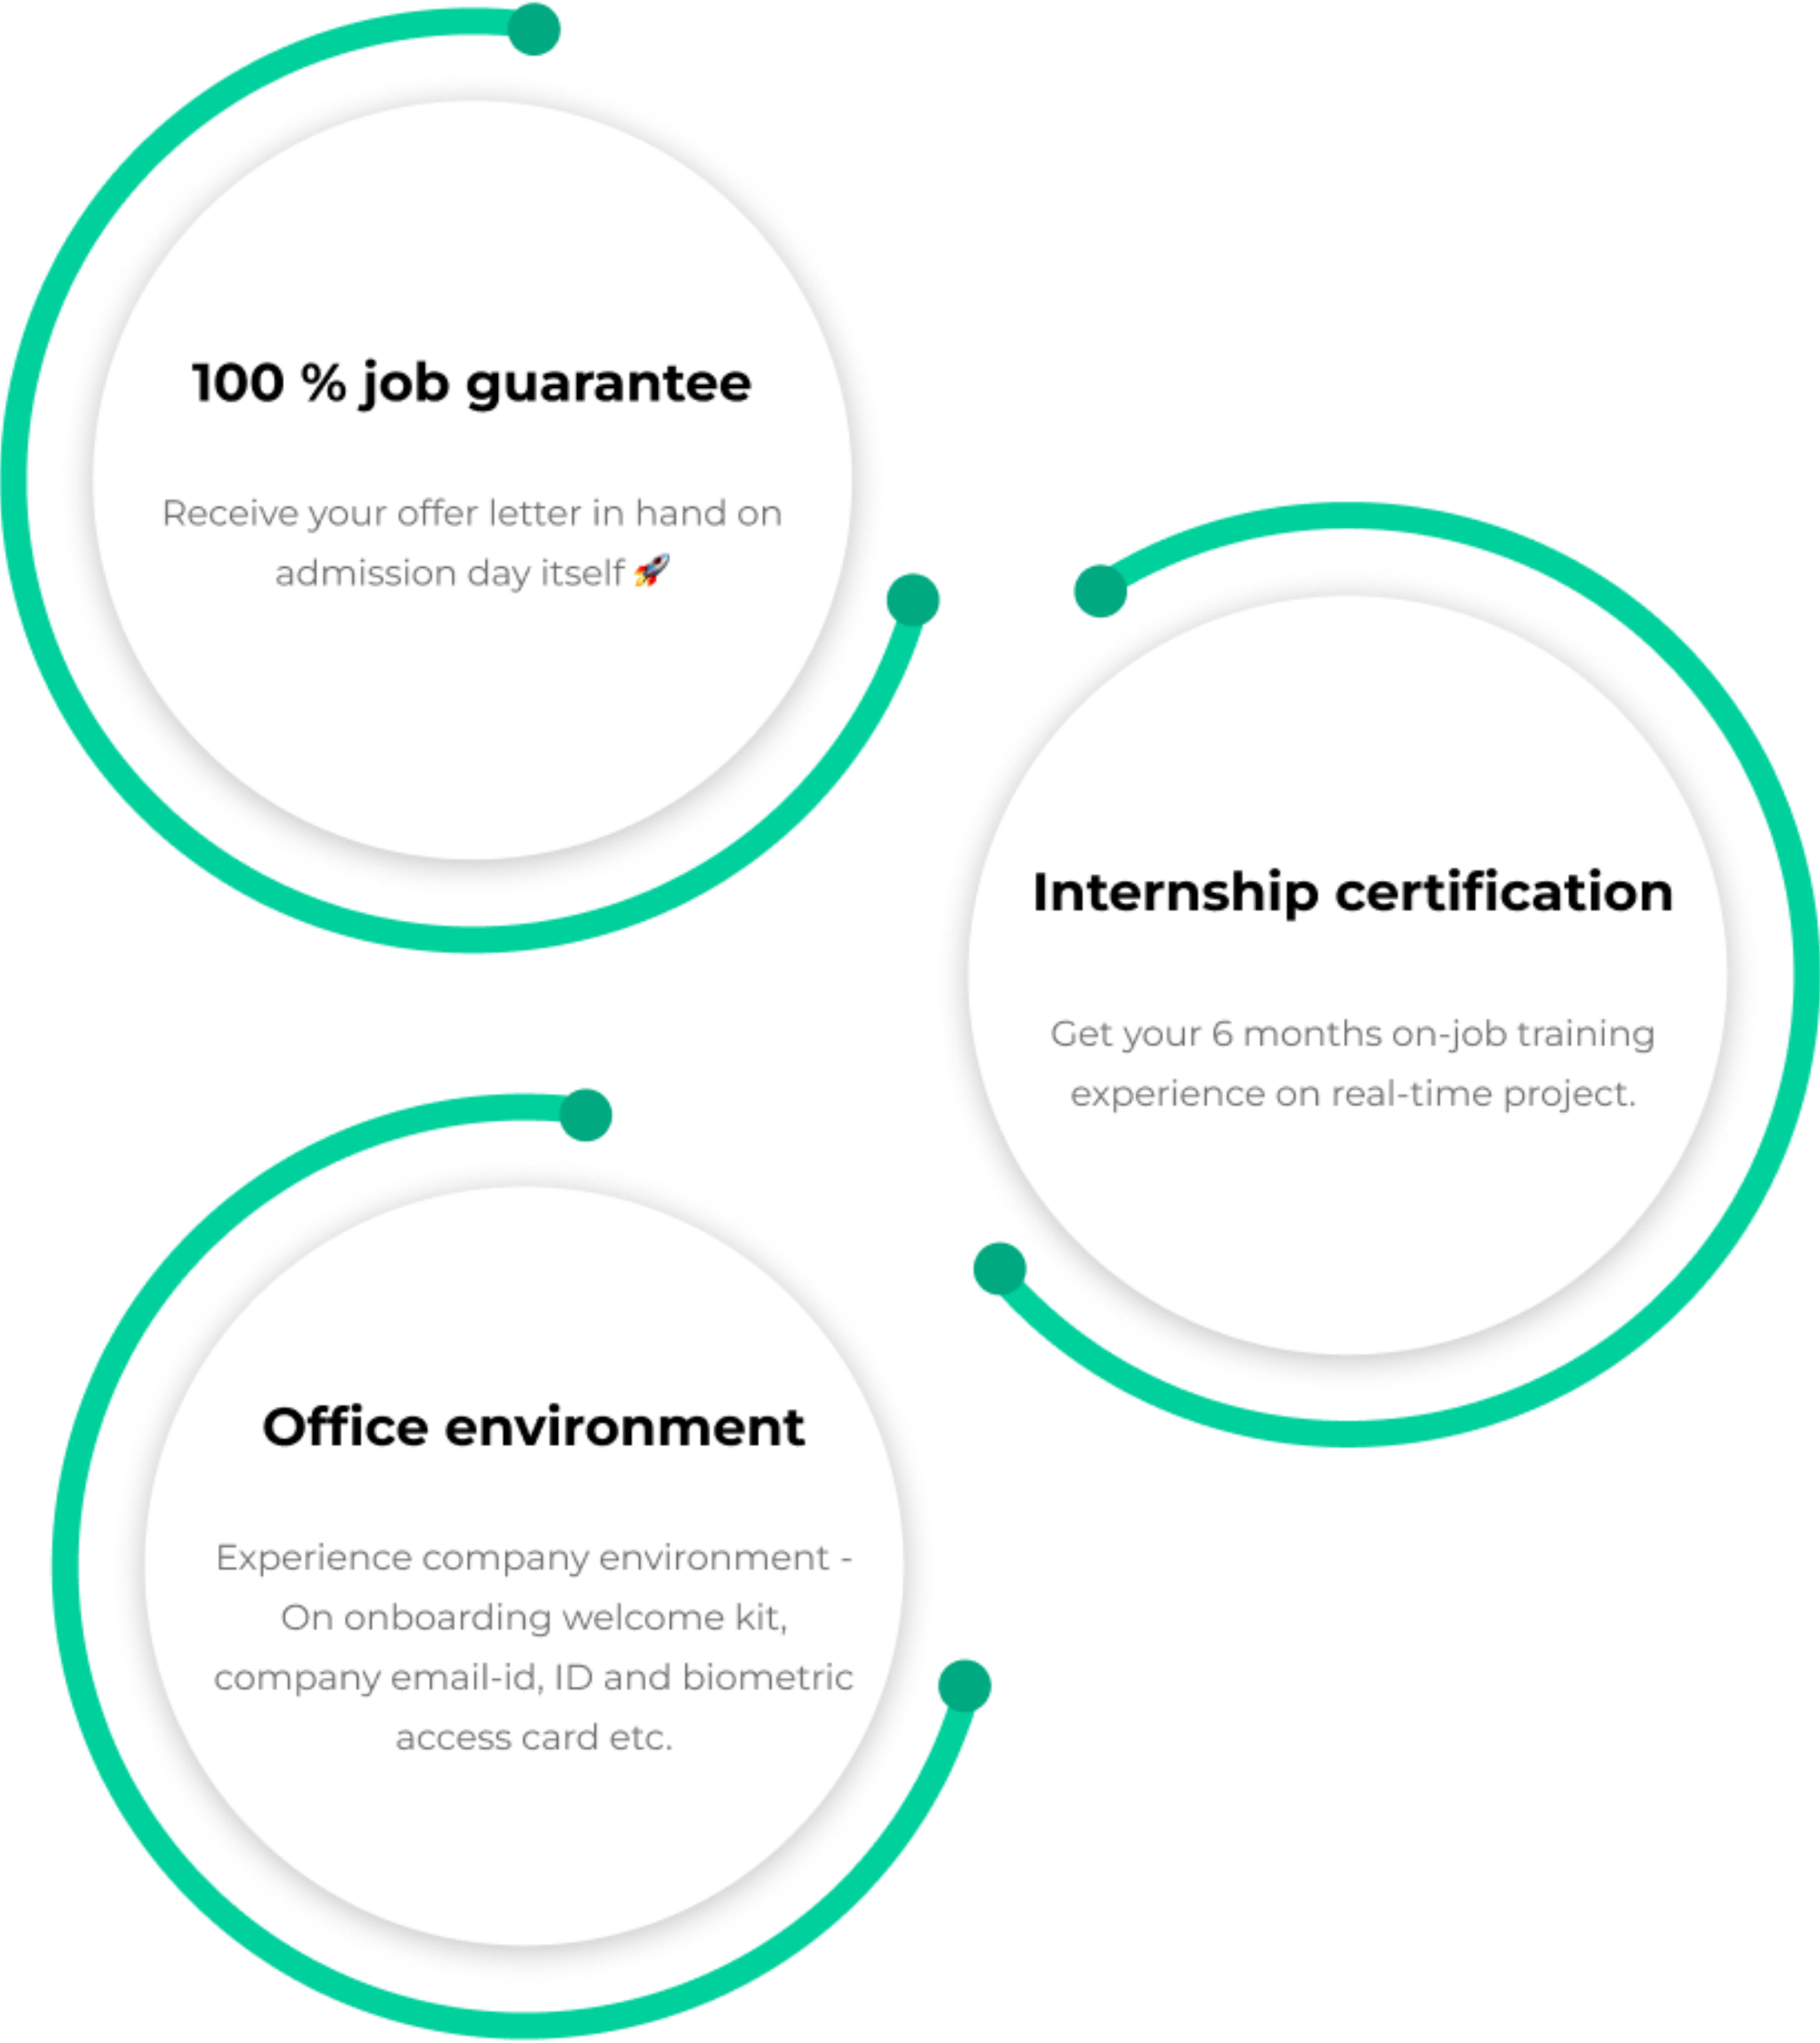 100 % job guarantee
Receive your offer letter in hand on
admission day itself 🚀
Internship certification
Get your 6 months on-job training
experience on real-time project.
Office environment
Experience company environment -
On onboarding welcome kit,
company email-id, ID and biometric
access card etc.